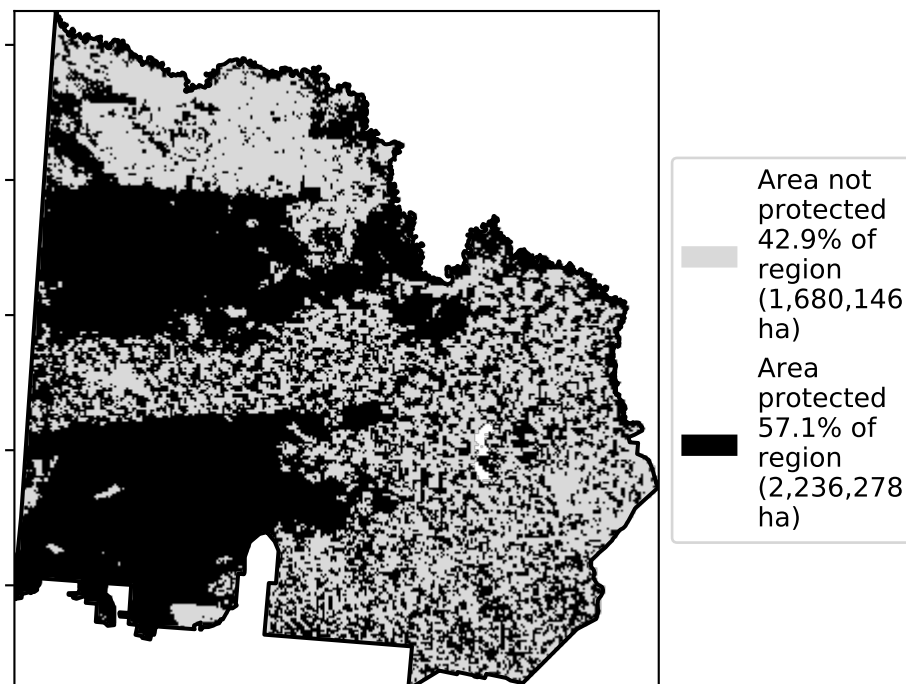 Area not
protected
42.9% of
region
(1,680,146
ha)
Area
protected
57.1% of
region
(2,236,278
ha)